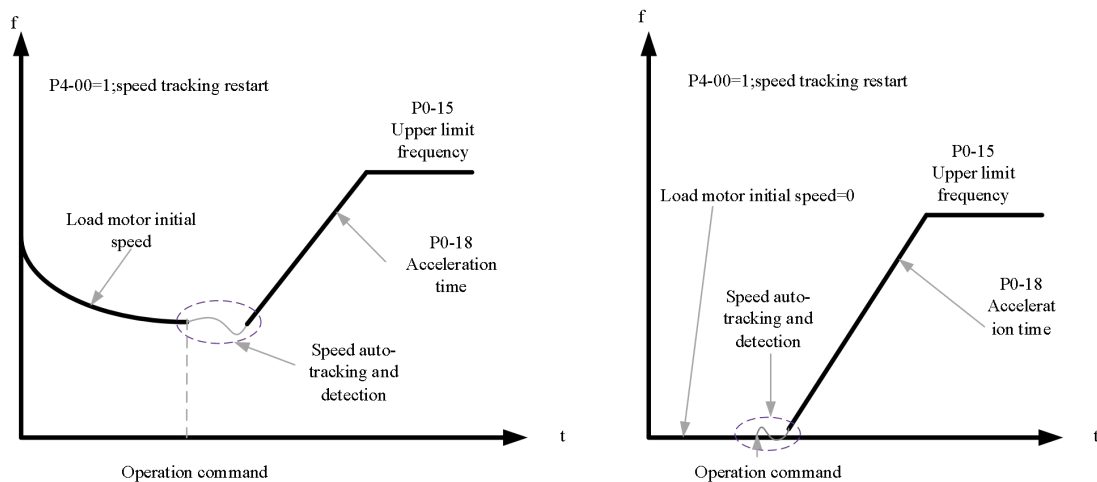 f
P4-00=1;speed tracking restart
P0-15
Upper limit
frequency
Load motor initial
speed
P0-18
Acceleration
time
Speed auto-
tracking and
detection
t
Operation command
f
P4-00=1;speed tracking restart
P0-15
Upper limit
frequency
Load motor initial speed=0
P0-18
Accelerat
ion time
Speed auto-
tracking and
detection
t
Operation command